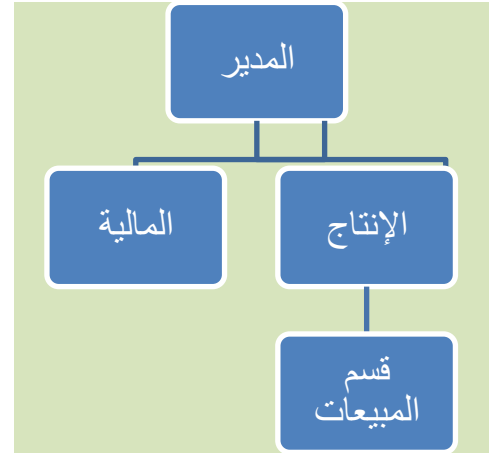 المدير
الإنتاج
المالية
قسم
المبيعات